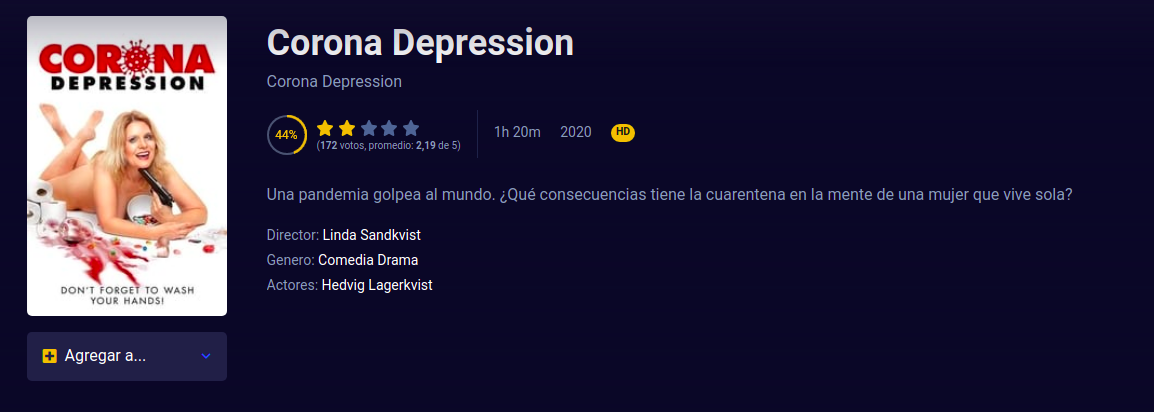 CORONA
DEPRESSION
DON'T FORGET TO WASH
YOUR HANDS!
Agregar a...
Corona Depression
Corona Depression
44%
(172 votos, promedio: 2,19 de 5)
1h 20m 2020 HD
Una pandemia golpea al mundo. ¿Qué consecuencias tiene la cuarentena en la mente de una mujer que vive sola?
Director: Linda Sandkvist
Genero: Comedia Drama
Actores: Hedvig Lagerkvist